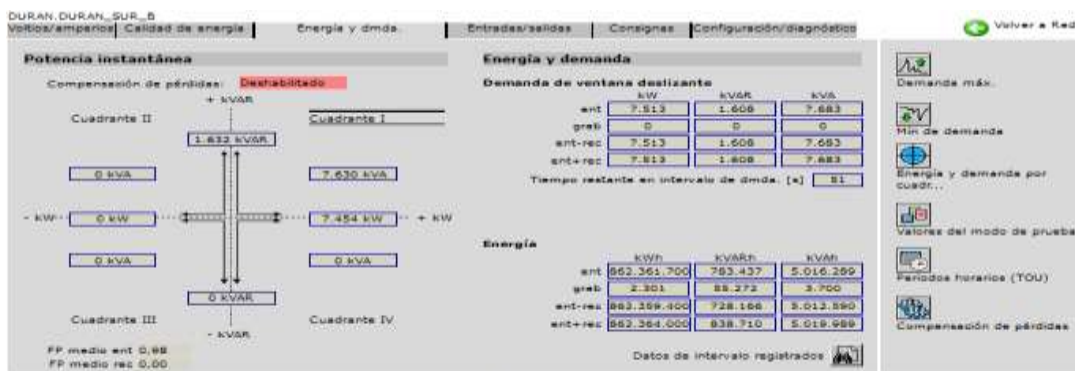 DURAN.DURAN_SUR_B
Voltios/amperios
Calidad de energía
Energía y dmda.
Entradas/salidas
Consignas
Configuración/diagnóstico
Volver a Red
Potencia instantánea
Compensación de pérdidas: Deshabilitado
+ kVAR
Cuadrante II
Cuadrante I
1.632 kVAR
0 kVA
7.630 kVA
- kW
0 kW
7.454 kW
+ kW
0 kVA
0 kVA
0 kVAR
Cuadrante III
Cuadrante IV
- kVAR
FP medio ent 0,98
FP medio rec 0,00
Energía y demanda
Demanda de ventana deslizante
kW kVAR kVA
ent 7.513 1.608 7.683
grab 0 0 0
ent-rec 7.513 1.608 7.683
ent+rec 7.513 1.608 7.683
Tiempo restante en intervalo de dmda. [s] 51
Energía
kWh kVARh kVAh
ent 862.361.700 783.437 5.016.289
grab 2.301 55.272 3.700
ent-rec 862.359.400 728.166 5.012.590
ent+rec 862.364.000 838.710 5.019.989
Datos de intervalo registrados
Demanda máx.
Mín de demanda
Energía y demanda por cuadr...
Valores del modo de prueba
Periodos horarios (TOU)
Compensación de pérdidas